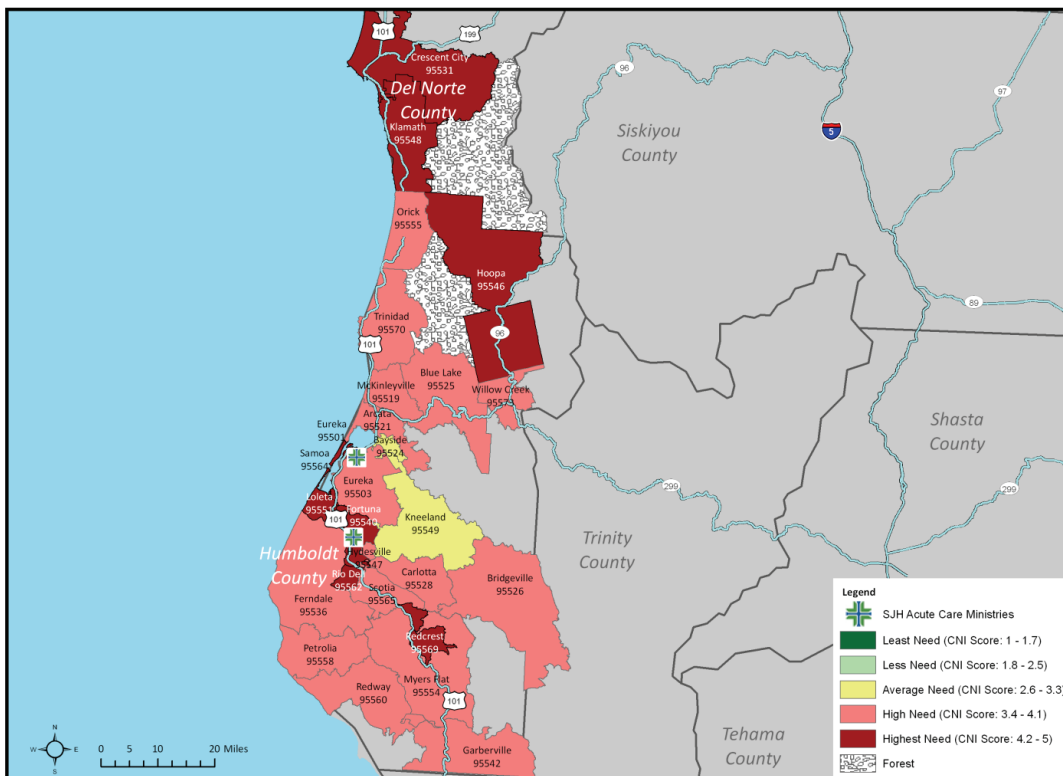 101
199
Crescent City
95531
Del Norte
County
Klamath
95548
96
97
Siskiyou
County
5
Orick
95555
Hoopa
95546
89
Trinidad
95570
101
96
Blue Lake
95525
McKinleyville
95519
Willow Creek
95573
Arcata
95521
Eureka
95501
Bayside
95524
Samoa
95564
Shasta
County
Eureka
95503
299
299
Loleta
95551
Fortuna
95540
101
Kneeland
95549
Trinity
County
Humboldt
County
Hydesville
95547
Rio Dell
95562
Carlotta
95528
Bridgeville
95526
Scotia
95565
Ferndale
95536
Redcrest
95569
Petrolia
95558
Myers Flat
95554
Redway
95560
101
Garberville
95542
Tehama
County
N
W E
S
0 5 10 20 Miles
Legend
SJH Acute Care Ministries
Least Need (CNI Score: 1 - 1.7)
Less Need (CNI Score: 1.8 - 2.5)
Average Need (CNI Score: 2.6 - 3.3)
High Need (CNI Score: 3.4 - 4.1)
Highest Need (CNI Score: 4.2 - 5)
Forest